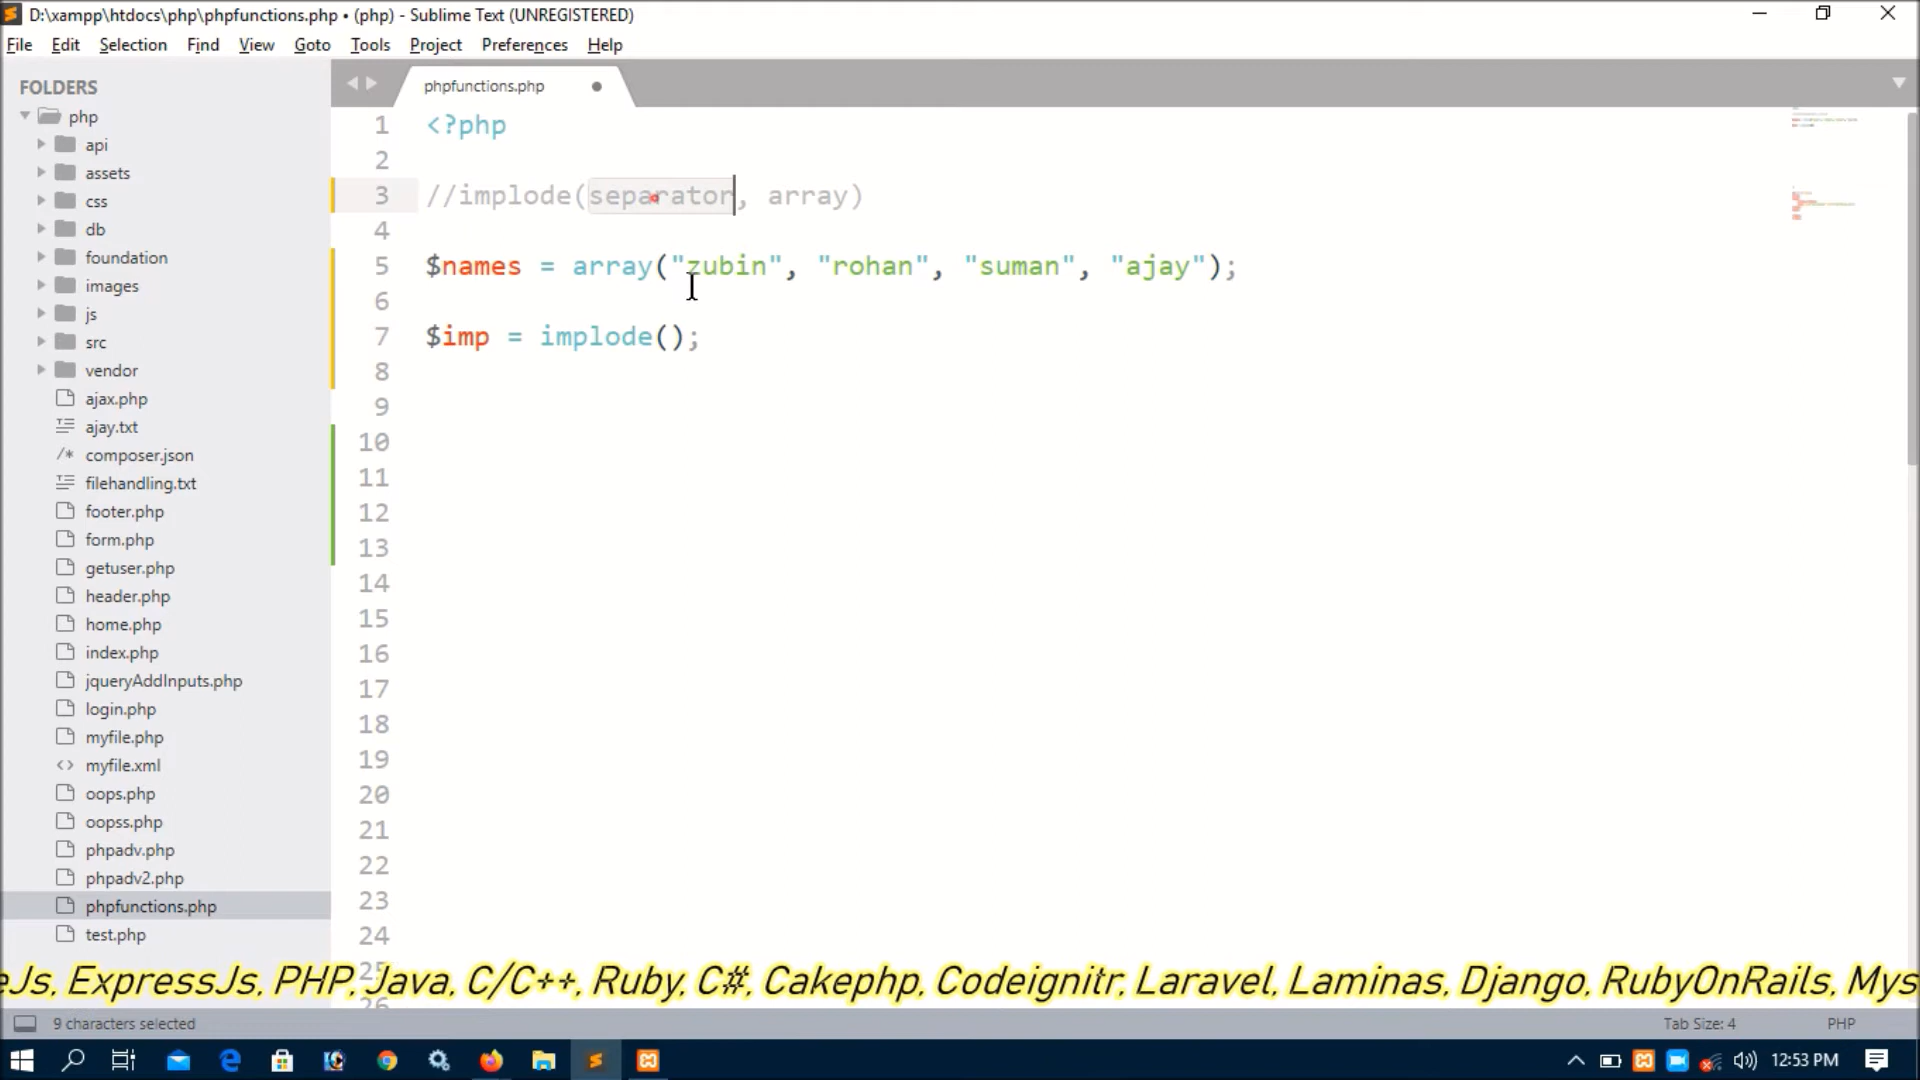 D:\xampp\htdocs\php\phpfunctions.php • (php) - Sublime Text (UNREGISTERED)
File Edit Selection Find View Goto Tools Project Preferences Help
FOLDERS
php
api
assets
css
db
foundation
images
js
src
vendor
ajax.php
ajay.txt
composer.json
filehandling.txt
footer.php
form.php
getuser.php
header.php
home.php
index.php
jqueryAddInputs.php
login.php
myfile.php
myfile.xml
oops.php
oopss.php
phpadv.php
phpadv2.php
phpfunctions.php
test.php
phpfunctions.php
1 <?php
2
3 //implode(separator, array)
4
5 $names = array("zubin", "rohan", "suman", "ajay");
6
7 $imp = implode();
8
9
10
11
12
13
14
15
16
17
18
19
20
21
22
23
24
25
26
eJs, ExpressJs, PHP, Java, C/C++, Ruby, C#, Cakephp, Codeignitr, Laravel, Laminas, Django, RubyOnRails, Mys
9 characters selected Tab Size: 4 PHP
12:53 PM